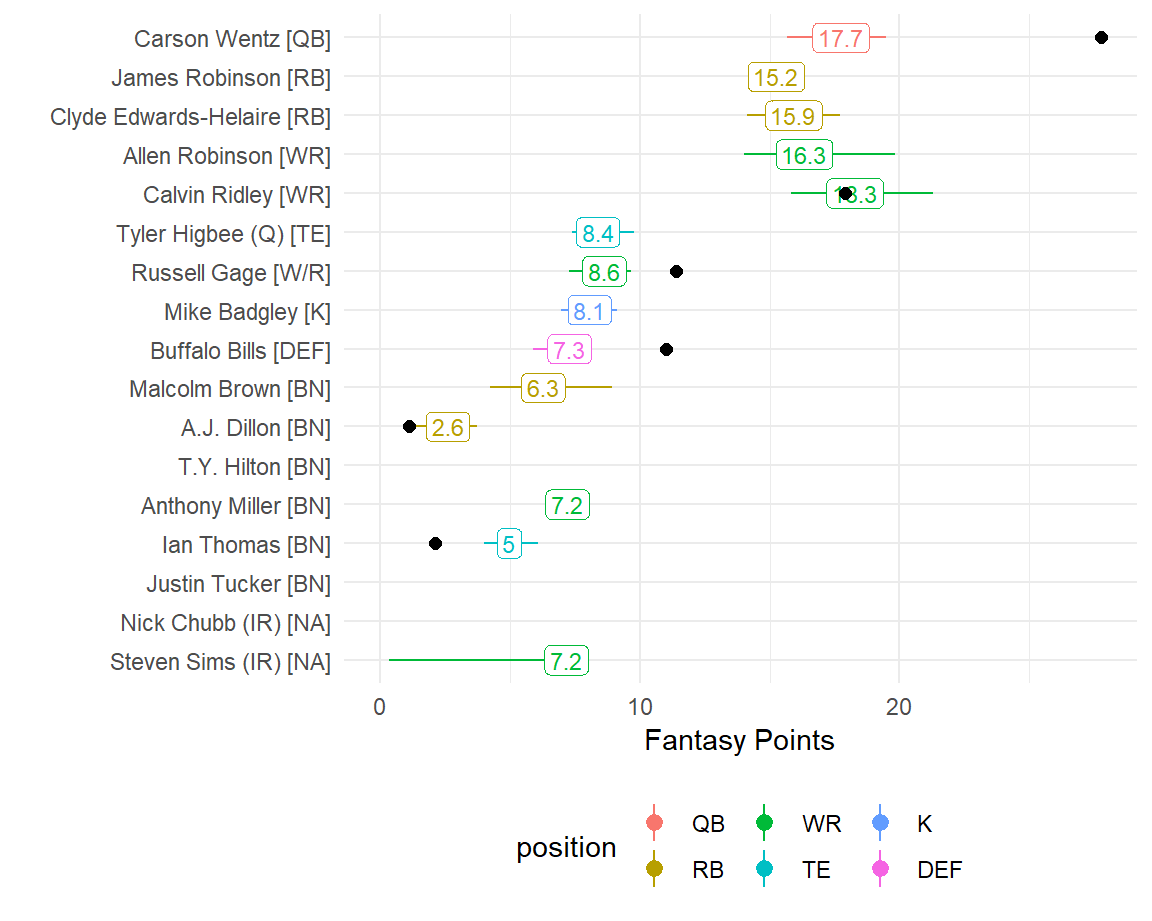 Carson Wentz [QB] 17.7
James Robinson [RB] 15.2
Clyde Edwards-Helaire [RB] 15.9
Allen Robinson [WR] 16.3
Calvin Ridley [WR] 18.3
Tyler Higbee (Q) [TE] 8.4
Russell Gage [W/R] 8.6
Mike Badgley [K] 8.1
Buffalo Bills [DEF] 7.3
Malcolm Brown [BN] 6.3
A.J. Dillon [BN] 2.6
T.Y. Hilton [BN]
Anthony Miller [BN] 7.2
Ian Thomas [BN] 5
Justin Tucker [BN]
Nick Chubb (IR) [NA]
Steven Sims (IR) [NA] 7.2
0 10 20
Fantasy Points
position
QB WR K
RB TE DEF